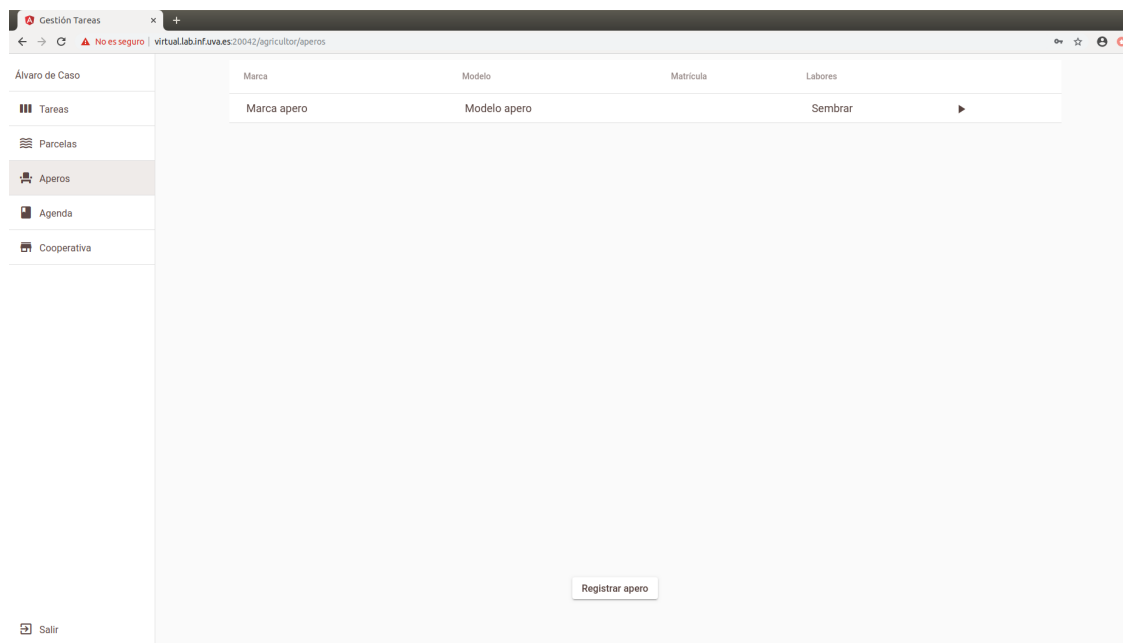 Gestión Tareas
No es seguro | virtual.lab.inf.uva.es:20042/agricultor/aperos
Álvaro de Caso
Marca Modelo Matrícula Labores
Tareas
Marca apero Modelo apero Sembrar
Parcelas
Aperos
Agenda
Cooperativa
Registrar apero
Salir